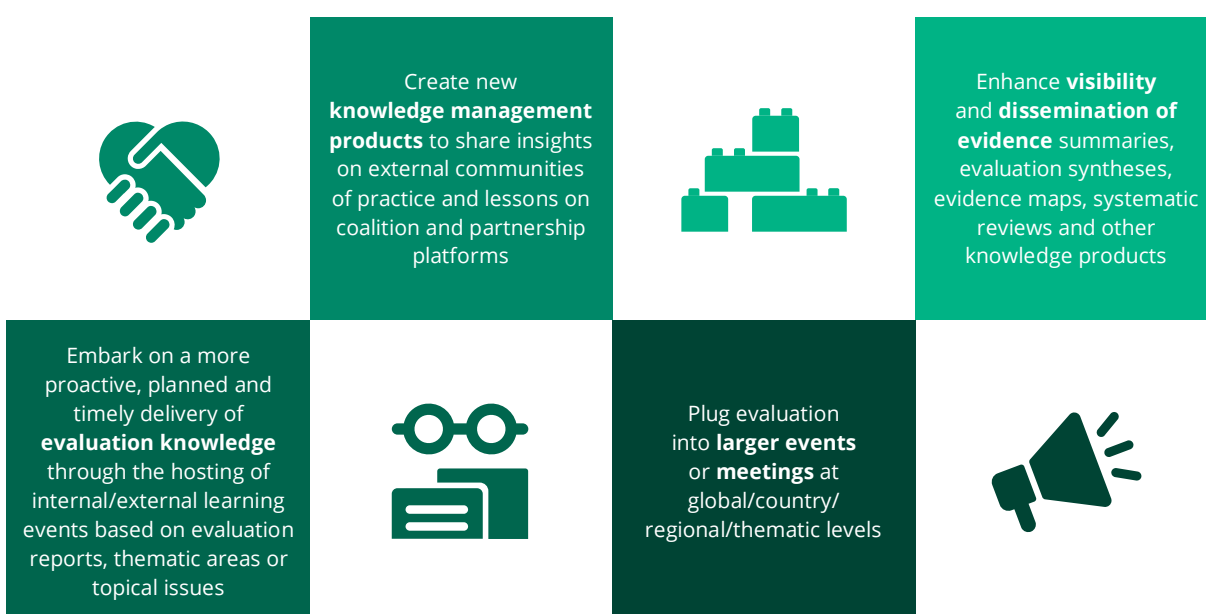 Create new
knowledge management
products to share insights
on external communities
of practice and lessons on
coalition and partnership
platforms
Enhance visibility
and dissemination of
evidence summaries,
evaluation syntheses,
evidence maps, systematic
reviews and other
knowledge products
Embark on a more
proactive, planned and
timely delivery of
evaluation knowledge
through the hosting of
internal/external learning
events based on evaluation
reports, thematic areas or
topical issues
Plug evaluation
into larger events
or meetings at
global/country/
regional/thematic levels